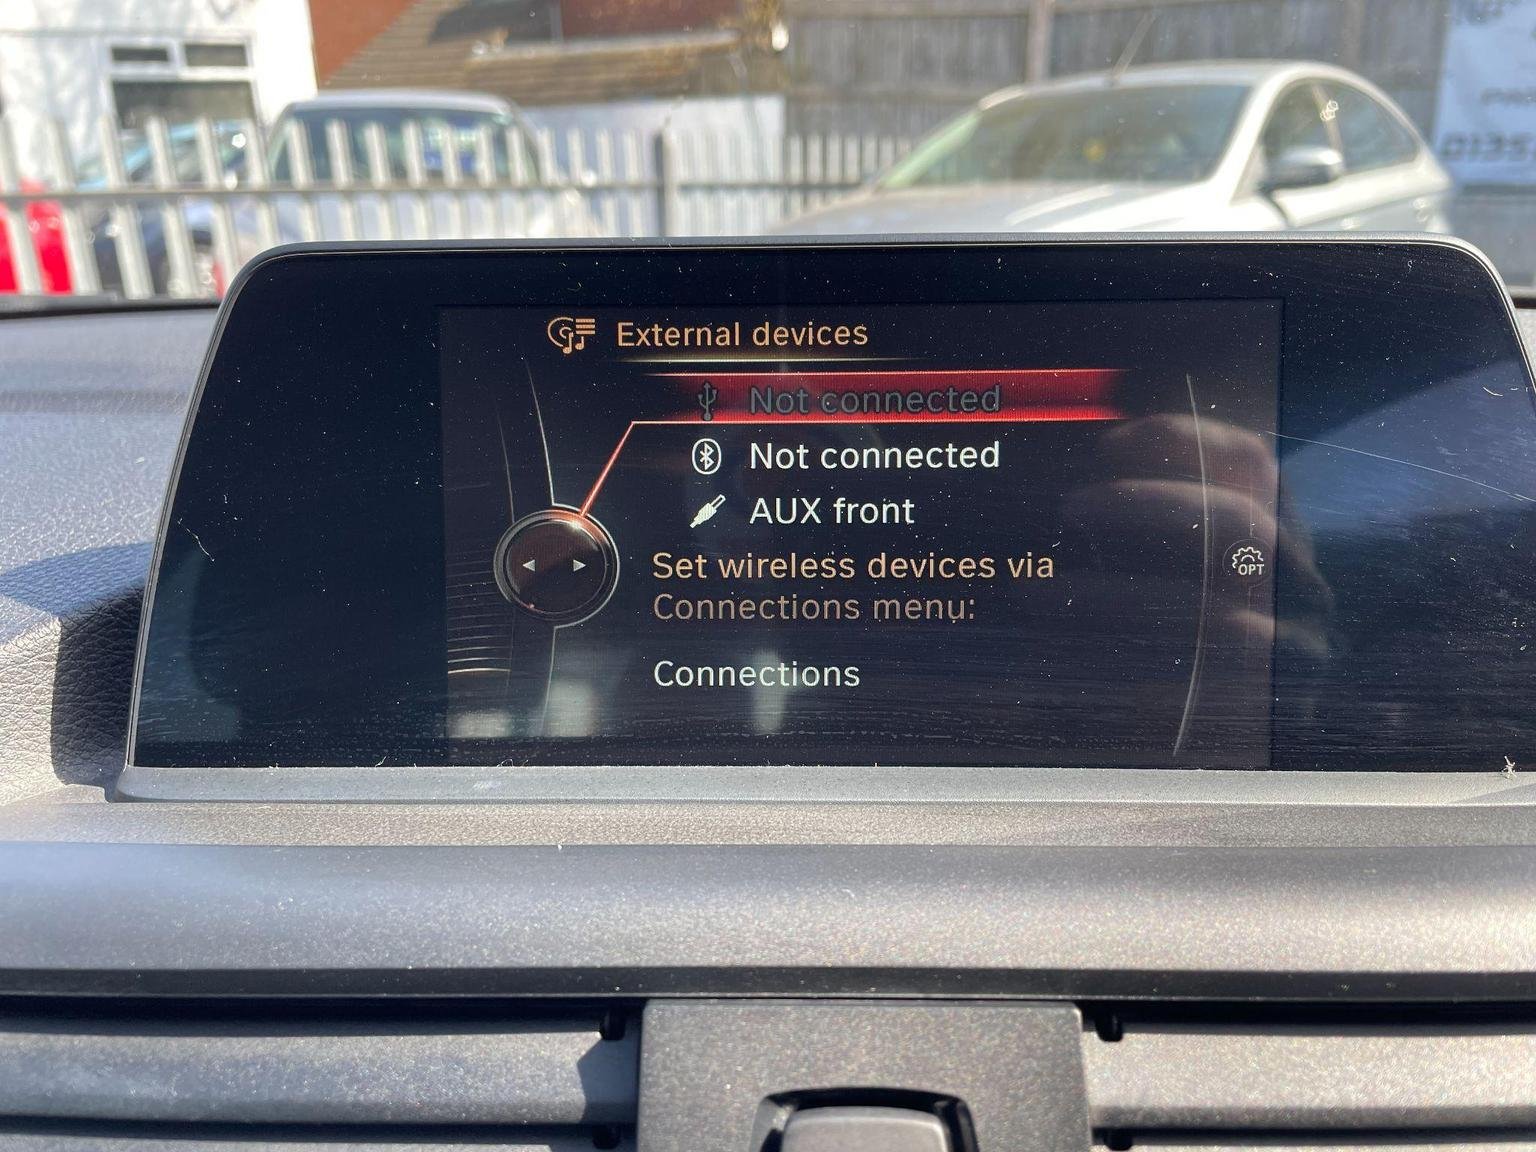 External devices
Not connected
Not connected
AUX front
Set wireless devices via
Connections menu:
Connections
OPT